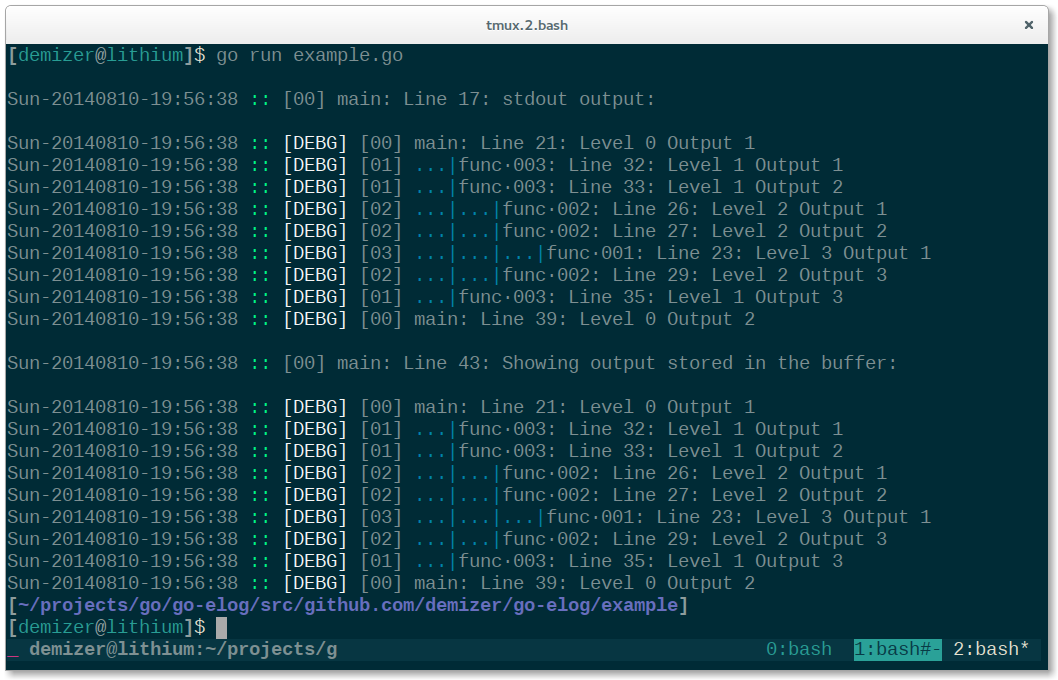 tmux.2.bash ×
[demizer@lithium]$ go run example.go
Sun-20140810-19:56:38 :: [00] main: Line 17: stdout output:
Sun-20140810-19:56:38 :: [DEBG] [00] main: Line 21: Level 0 Output 1
Sun-20140810-19:56:38 :: [DEBG] [01] ...|func·003: Line 32: Level 1 Output 1
Sun-20140810-19:56:38 :: [DEBG] [01] ...|func·003: Line 33: Level 1 Output 2
Sun-20140810-19:56:38 :: [DEBG] [02] ...|...|func·002: Line 26: Level 2 Output 1
Sun-20140810-19:56:38 :: [DEBG] [02] ...|...|func·002: Line 27: Level 2 Output 2
Sun-20140810-19:56:38 :: [DEBG] [03] ...|...|...|func·001: Line 23: Level 3 Output 1
Sun-20140810-19:56:38 :: [DEBG] [02] ...|...|func·002: Line 29: Level 2 Output 3
Sun-20140810-19:56:38 :: [DEBG] [01] ...|func·003: Line 35: Level 1 Output 3
Sun-20140810-19:56:38 :: [DEBG] [00] main: Line 39: Level 0 Output 2
Sun-20140810-19:56:38 :: [00] main: Line 43: Showing output stored in the buffer:
Sun-20140810-19:56:38 :: [DEBG] [00] main: Line 21: Level 0 Output 1
Sun-20140810-19:56:38 :: [DEBG] [01] ...|func·003: Line 32: Level 1 Output 1
Sun-20140810-19:56:38 :: [DEBG] [01] ...|func·003: Line 33: Level 1 Output 2
Sun-20140810-19:56:38 :: [DEBG] [02] ...|...|func·002: Line 26: Level 2 Output 1
Sun-20140810-19:56:38 :: [DEBG] [02] ...|...|func·002: Line 27: Level 2 Output 2
Sun-20140810-19:56:38 :: [DEBG] [03] ...|...|...|func·001: Line 23: Level 3 Output 1
Sun-20140810-19:56:38 :: [DEBG] [02] ...|...|func·002: Line 29: Level 2 Output 3
Sun-20140810-19:56:38 :: [DEBG] [01] ...|func·003: Line 35: Level 1 Output 3
Sun-20140810-19:56:38 :: [DEBG] [00] main: Line 39: Level 0 Output 2
[~/projects/go/go-elog/src/github.com/demizer/go-elog/example]
[demizer@lithium]$
_ demizer@lithium:~/projects/g 0:bash 1:bash#- 2:bash*